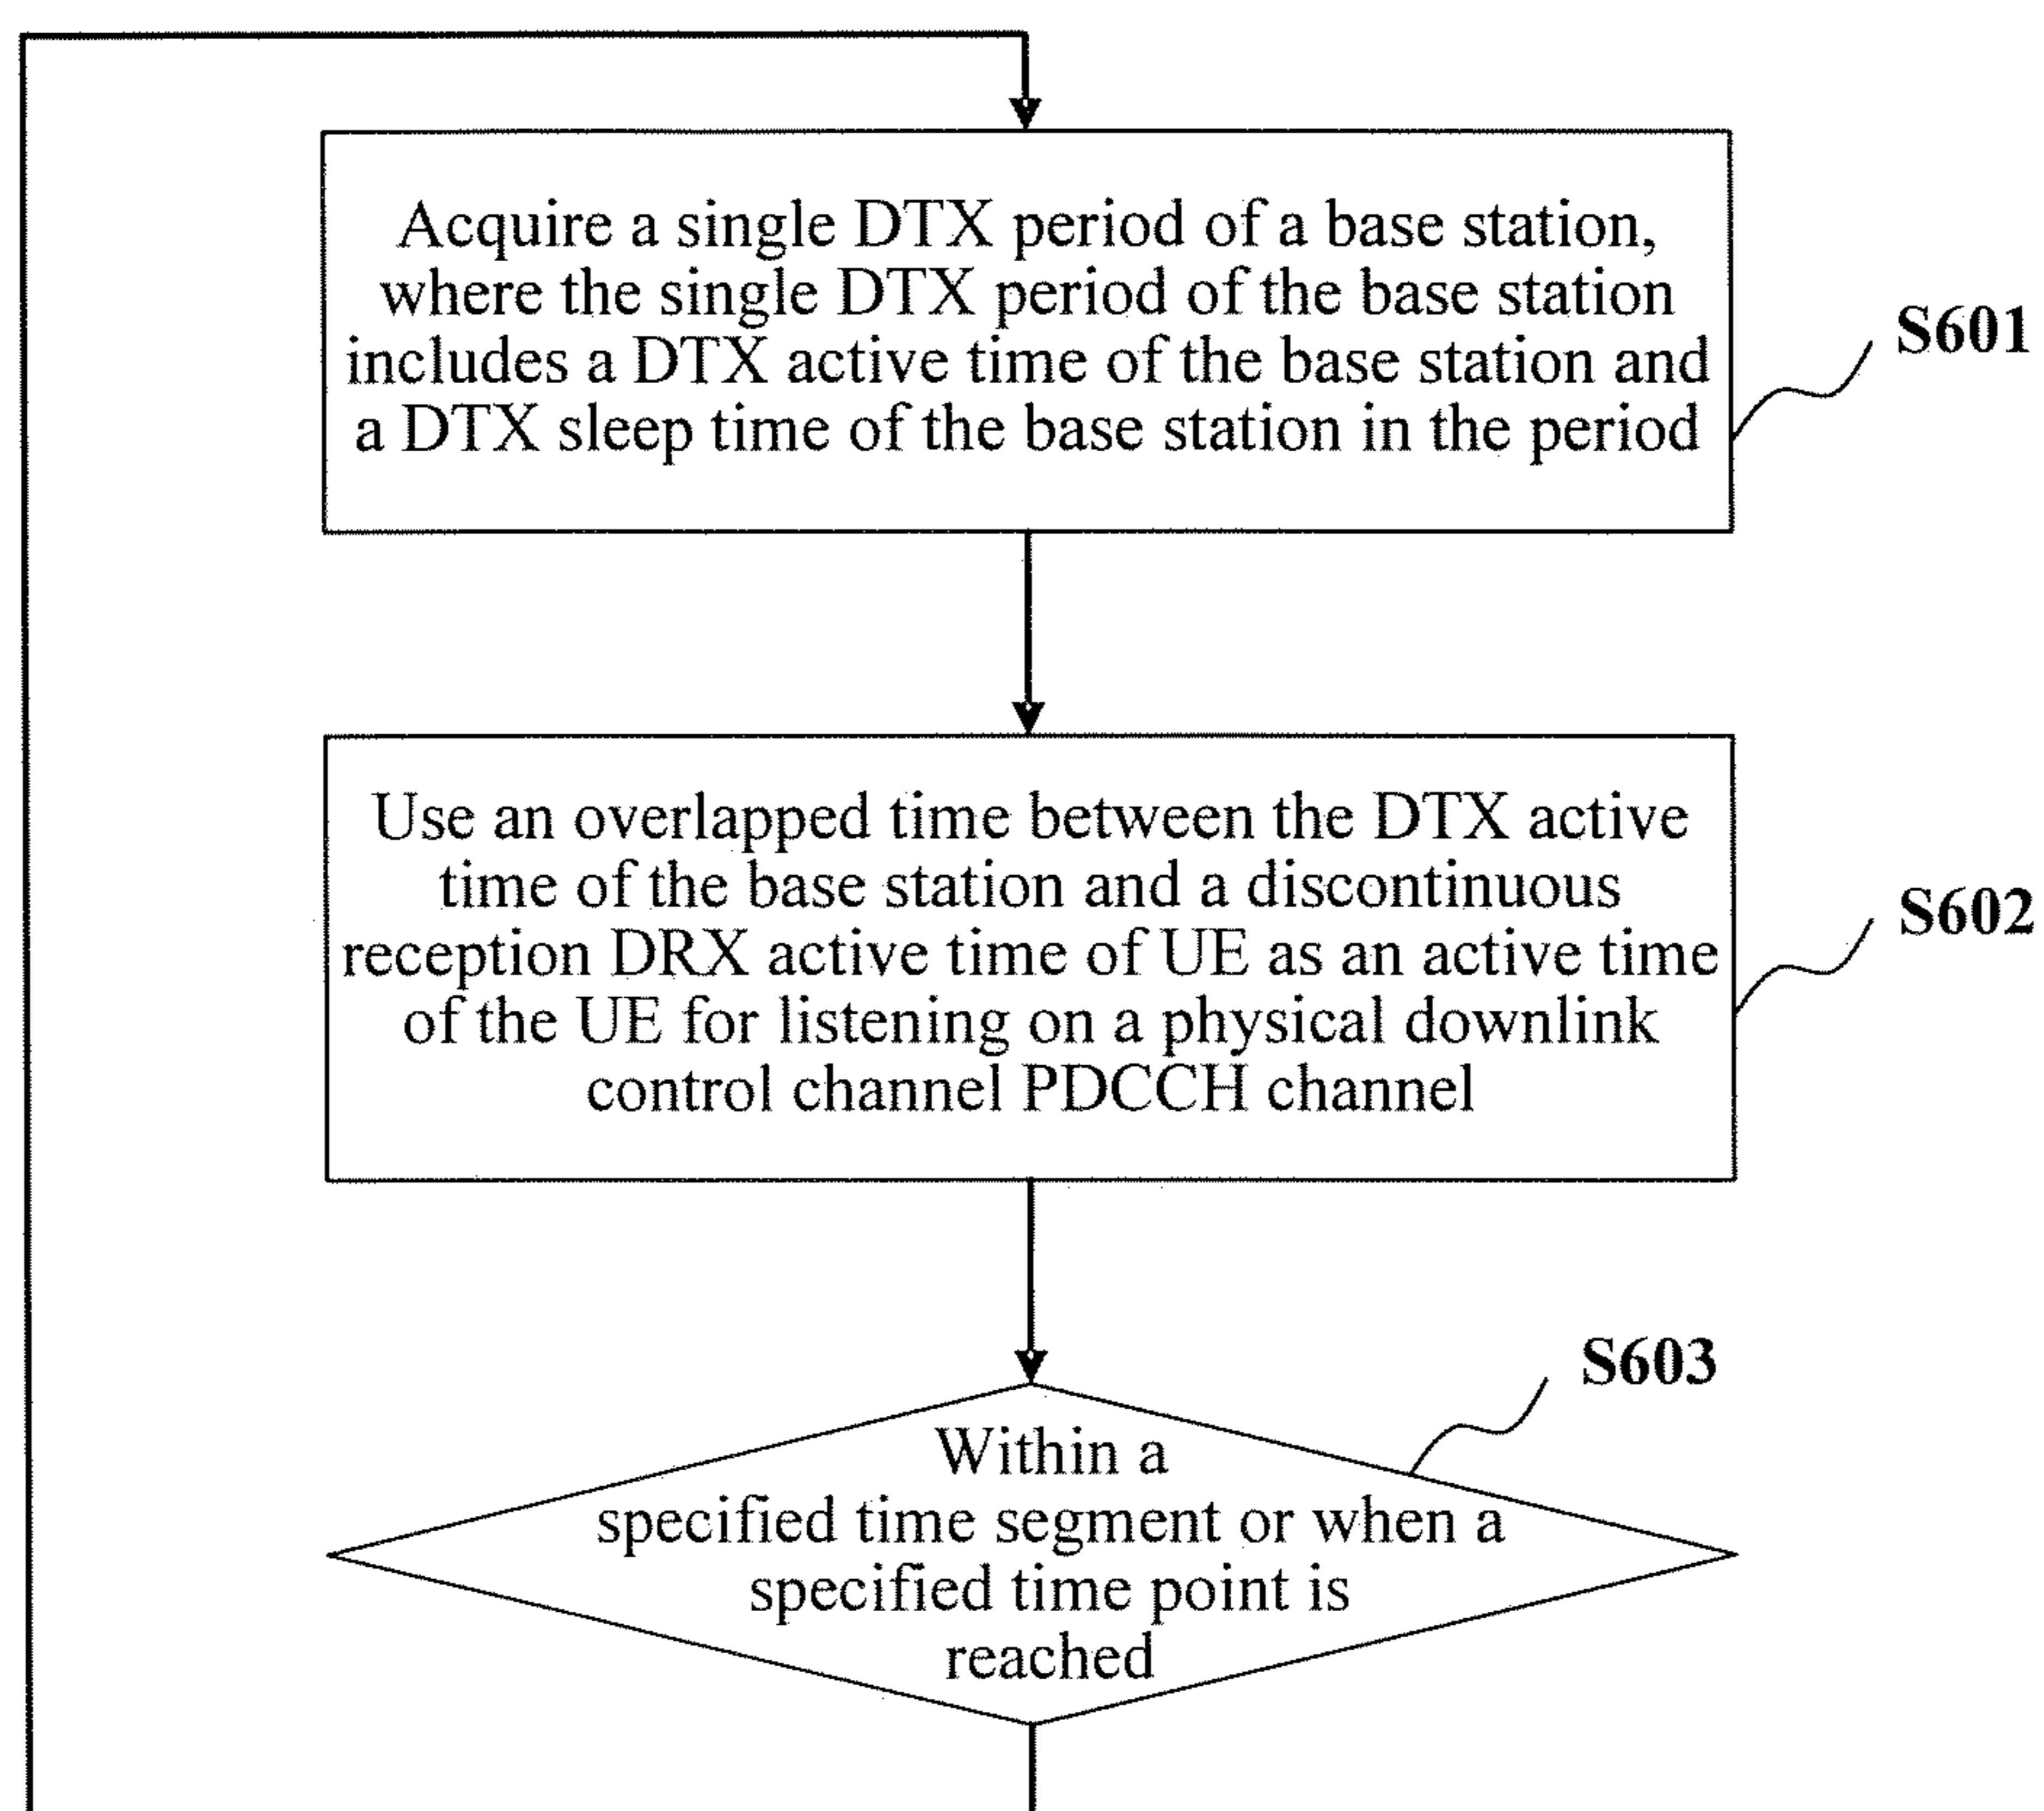 Acquire a single DTX period of a base station,
where the single DTX period of the base station
includes a DTX active time of the base station and
a DTX sleep time of the base station in the period
S601
Use an overlapped time between the DTX active
time of the base station and a discontinuous
reception DRX active time of UE as an active time
of the UE for listening on a physical downlink
control channel PDCCH channel
S602
S603
Within a
specified time segment or when a
specified time point is
reached